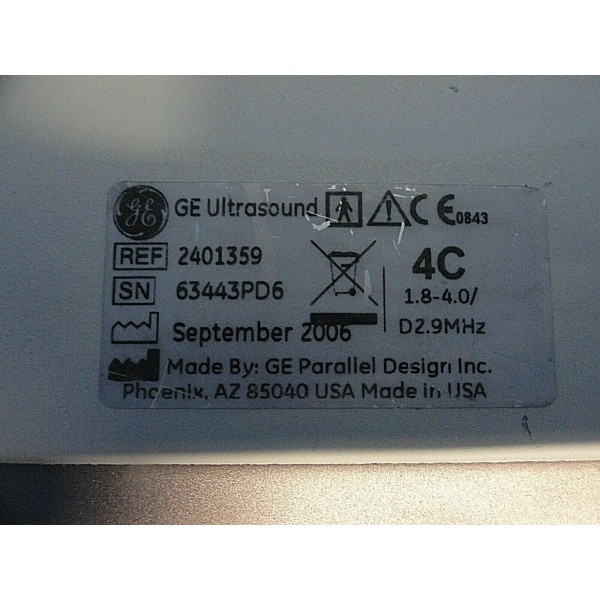 GE GE Ultrasound CE0843
REF 2401359
SN 63443PD6
September 2006
4C
1.8-4.0/
D2.9MHz
Made By: GE Parallel Design Inc.
Phoenix, AZ 85040 USA Made in USA